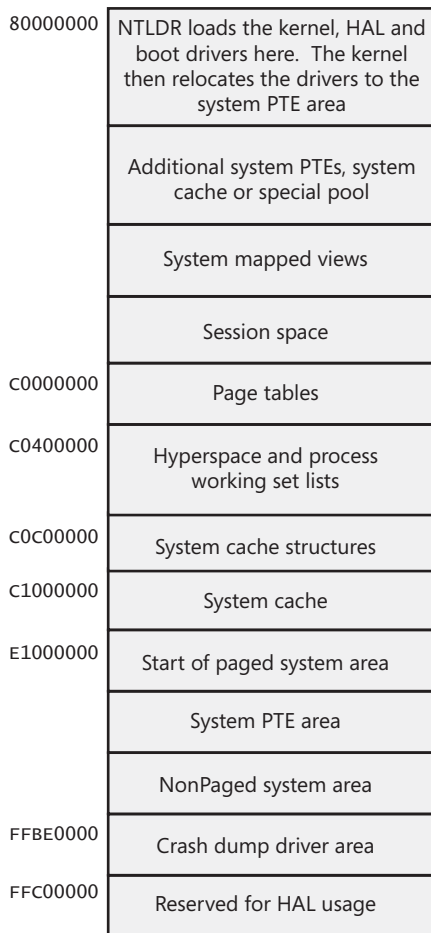 80000000
NTLDR loads the kernel, HAL and
boot drivers here. The kernel
then relocates the drivers to the
system PTE area
Additional system PTEs, system
cache or special pool
System mapped views
Session space
C0000000
Page tables
C0400000
Hyperspace and process
working set lists
C0C00000
System cache structures
C1000000
System cache
E1000000
Start of paged system area
System PTE area
NonPaged system area
FFBE0000
Crash dump driver area
FFC00000
Reserved for HAL usage